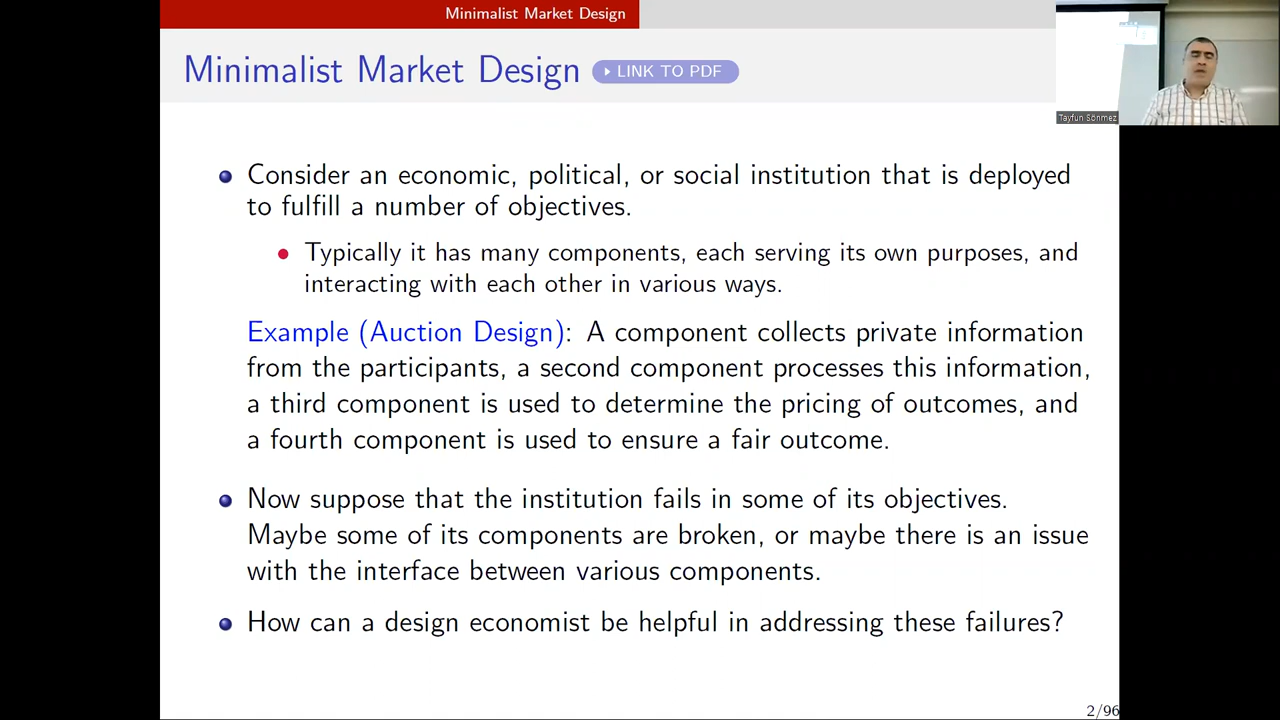 Minimalist Market Design
Minimalist Market Design
LINK TO PDF
Tayfun Sönmez
Consider an economic, political, or social institution that is deployed
to fulfill a number of objectives.
Typically it has many components, each serving its own purposes, and
interacting with each other in various ways.
Example (Auction Design): A component collects private information
from the participants, a second component processes this information,
a third component is used to determine the pricing of outcomes, and
a fourth component is used to ensure a fair outcome.
Now suppose that the institution fails in some of its objectives.
Maybe some of its components are broken, or maybe there is an issue
with the interface between various components.
How can a design economist be helpful in addressing these failures?
2/96